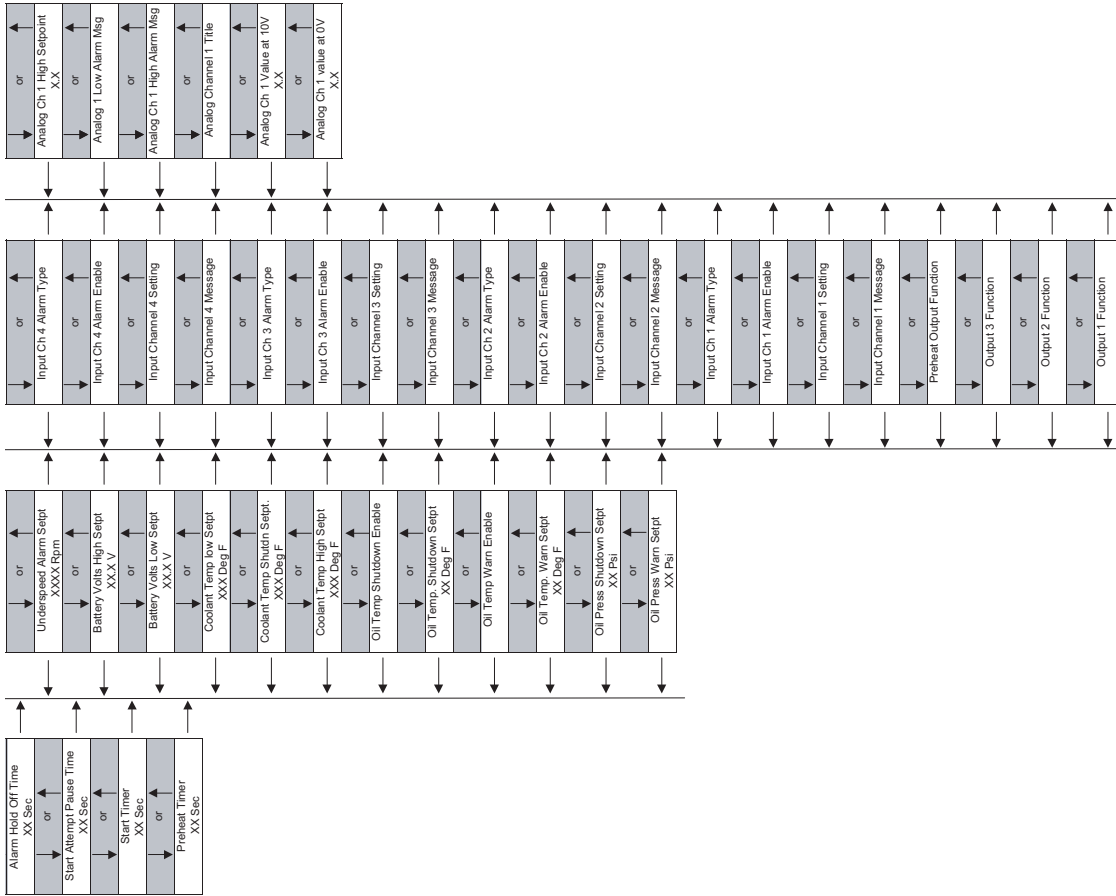 Alarm Hold Off Time
XX Sec
or
Start Attempt Pause Time
XX Sec
or
Start Timer
XX Sec
or
Preheat Timer
XX Sec
or
Underspeed Alarm Setpt
XXXX Rpm
or
Battery Volts High Setpt
XX.X V
or
Battery Volts Low Setpt
XX.X V
or
Coolant Temp low Setpt
XXX Deg F
or
Coolant Temp Shutdn Setpt.
XXX Deg F
or
Coolant Temp High Setpt
XXX Deg F
or
Oil Temp Shutdown Enable
or
Oil Temp. Shutdown Setpt
XX Deg F
or
Oil Temp Warn Enable
or
Oil Temp. Warn Setpt
XX Deg F
or
Oil Press Shutdown Setpt
XX Psi
or
Oil Press Warn Setpt
XX Psi
or
Input Ch 4 Alarm Type
or
Input Ch 4 Alarm Enable
or
Input Channel 4 Setting
or
Input Channel 4 Message
or
Input Ch 3 Alarm Type
or
Input Ch 3 Alarm Enable
or
Input Channel 3 Setting
or
Input Channel 3 Message
or
Input Ch 2 Alarm Type
or
Input Ch 2 Alarm Enable
or
Input Channel 2 Setting
or
Input Channel 2 Message
or
Input Ch 1 Alarm Type
or
Input Ch 1 Alarm Enable
or
Input Channel 1 Setting
or
Input Channel 1 Message
or
Preheat Output Function
or
Output 3 Function
or
Output 2 Function
or
Output 1 Function
or
Analog Ch 1 High Setpoint
X.X
or
Analog 1 Low Alarm Msg
or
Analog Ch 1 High Alarm Msg
or
Analog Channel 1 Title
or
Analog Ch 1 Value at 10V
X.X
or
Analog Ch 1 value at 0V
X.X